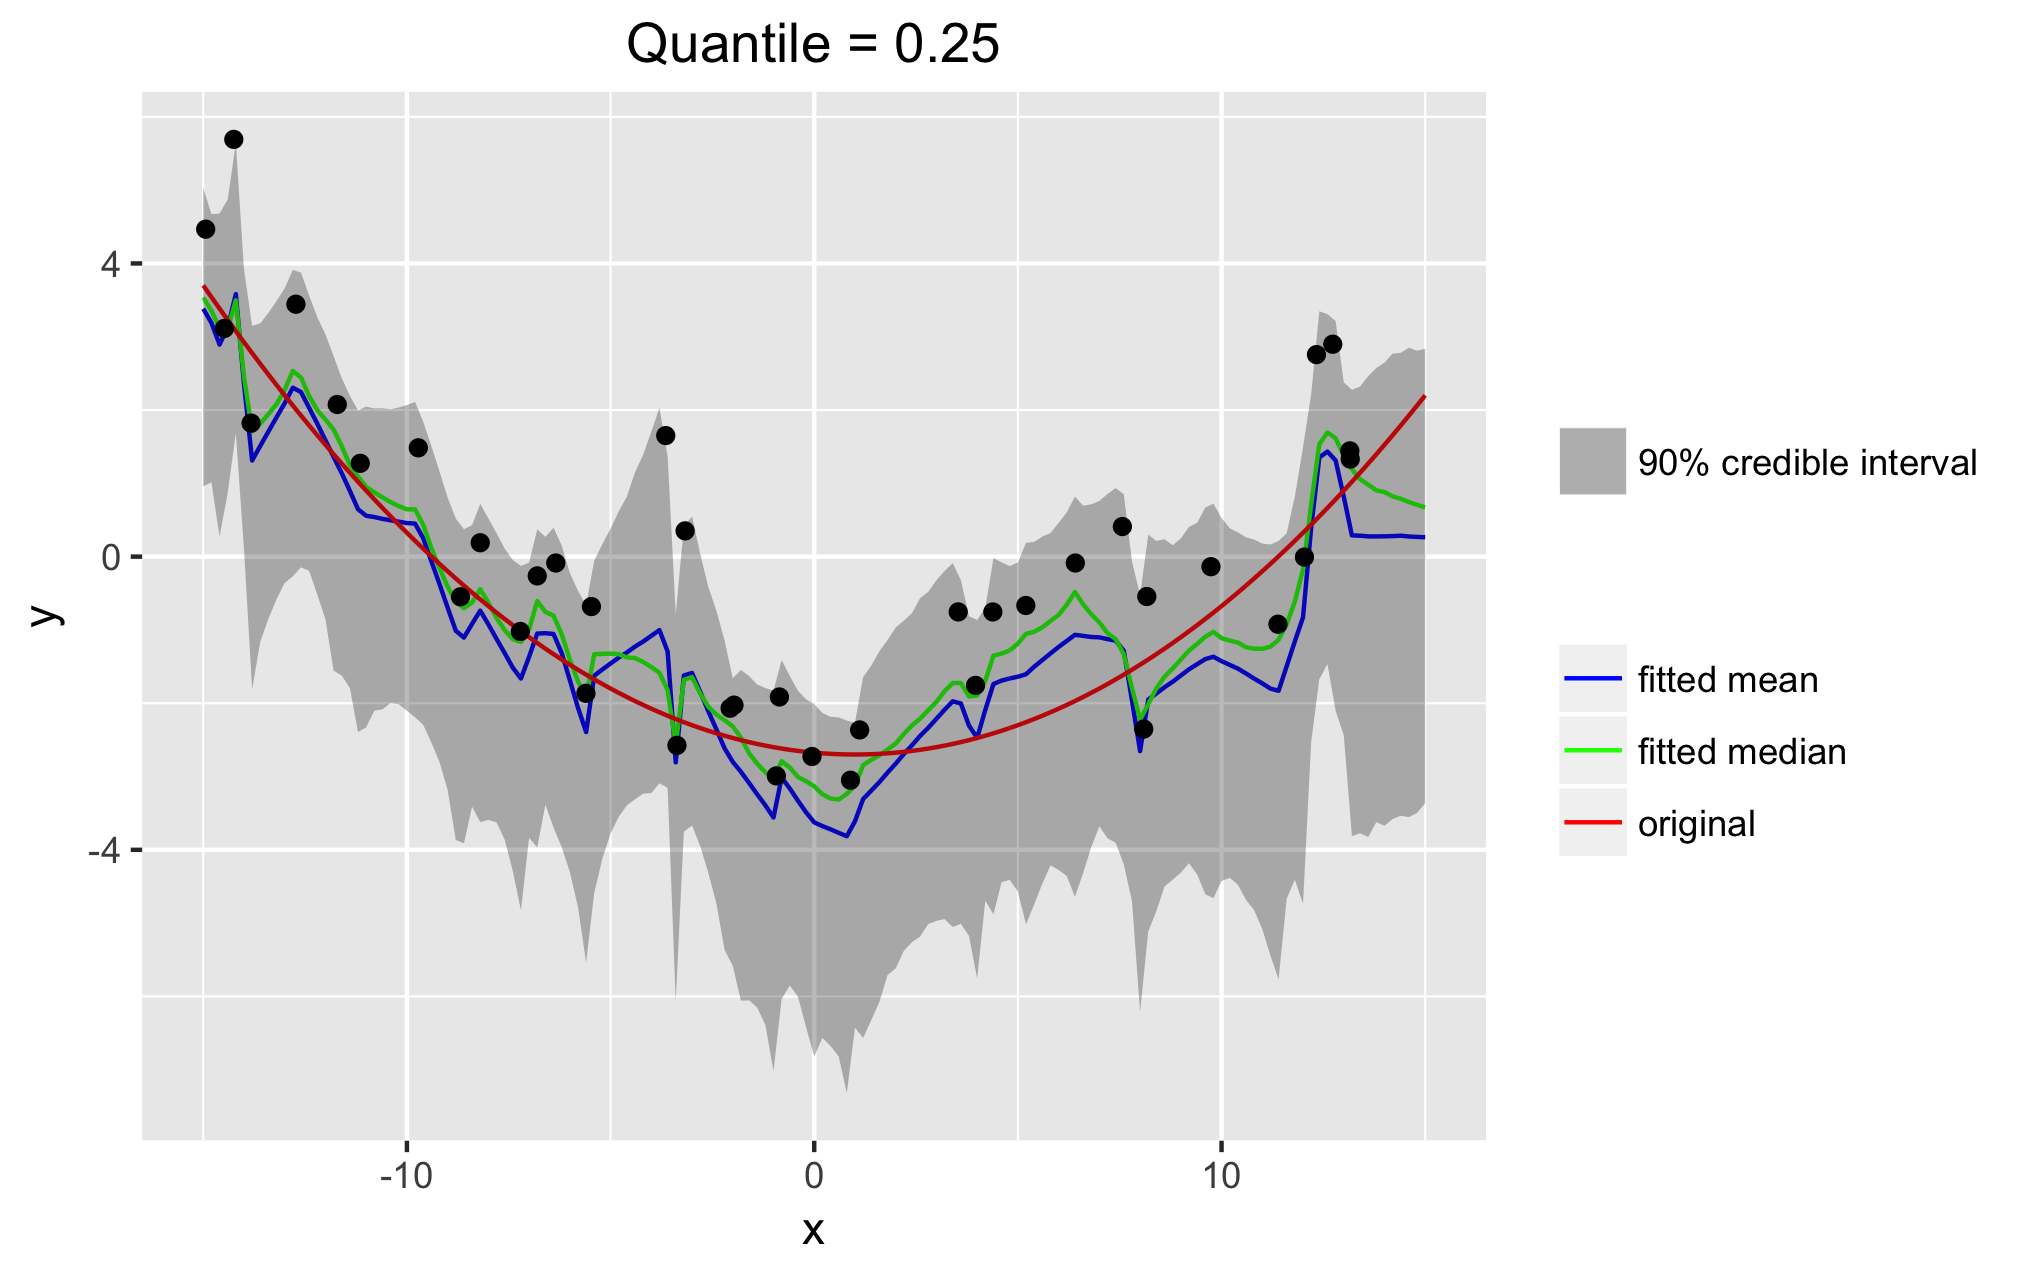 Quantile = 0.25
y
4
0
-4
-10 0 10
x
90% credible interval
fitted mean
fitted median
original